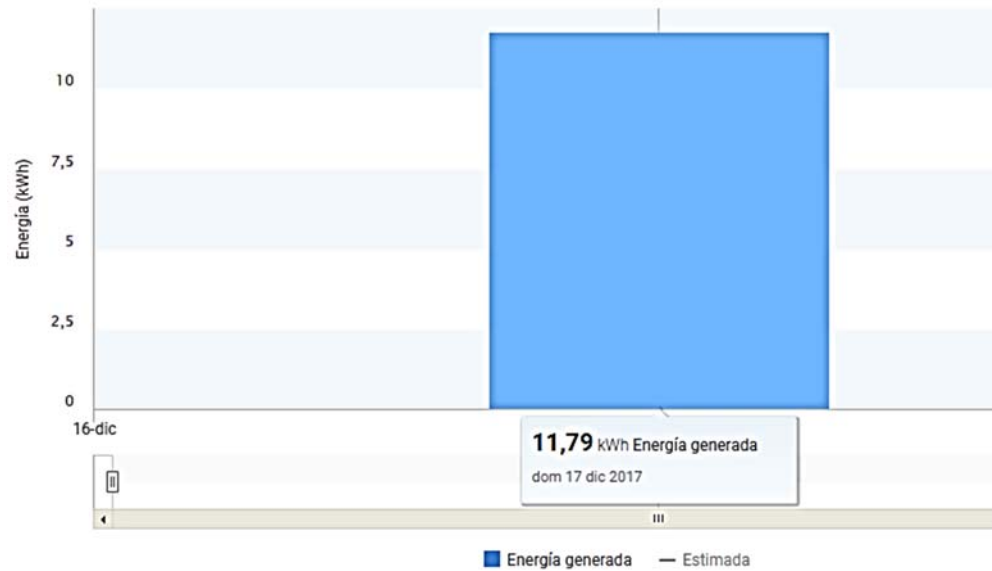 10
7,5
5
2,5
0
Energía (kWh)
16-dic
11,79 kWh Energía generada
dom 17 dic 2017
Energía generada
Estimada